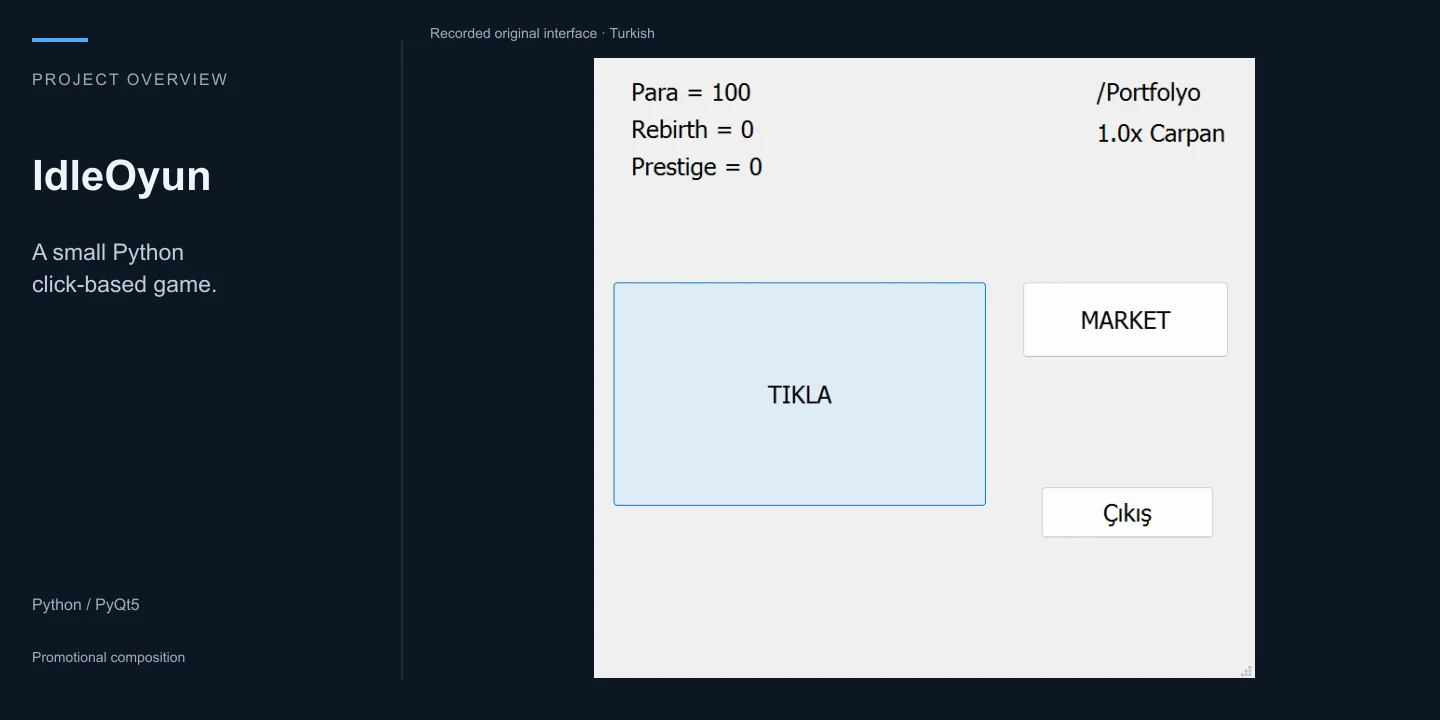 PROJECT OVERVIEW
IdleOyun
A small Python
click-based game.
Python / PyQt5
Promotional composition
Recorded original interface · Turkish
Para = 100
Rebirth = 0
Prestige = 0
/Portfolyo
1.0x Carpan
TIKLA
MARKET
Çıkış